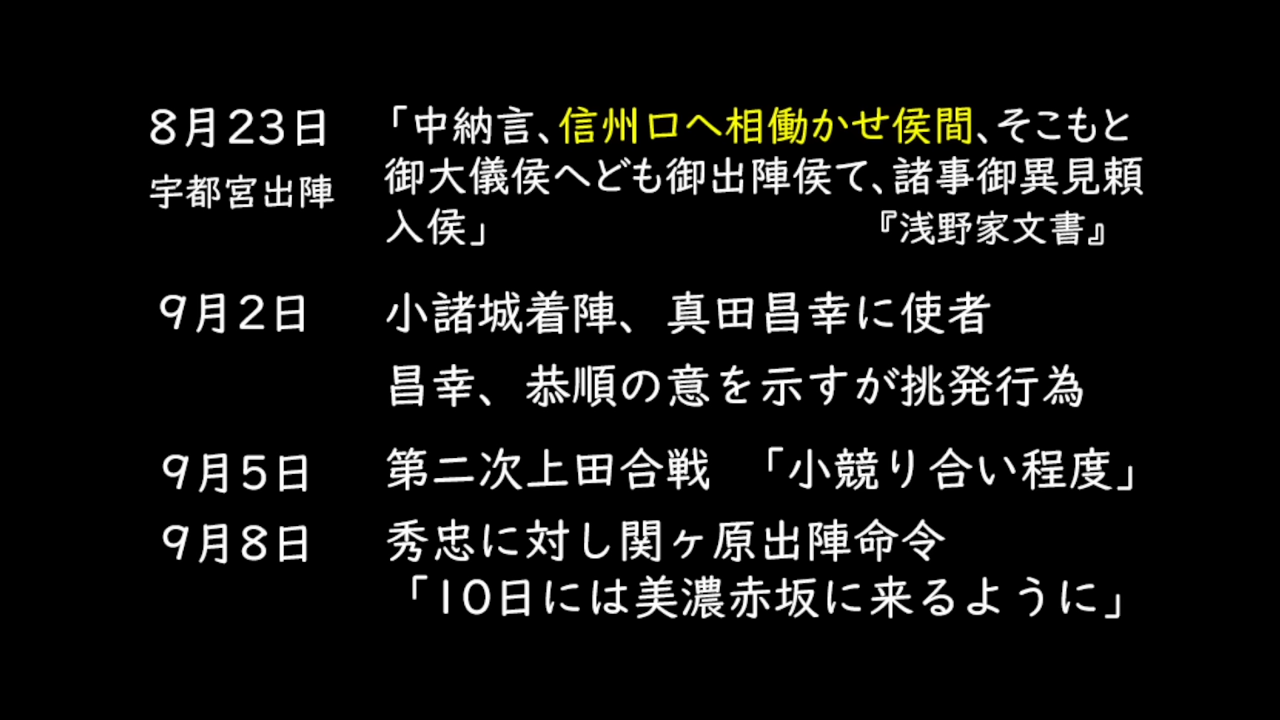 8月23日
宇都宮出陣
「中納言、信州口へ相働かせ侯間、そこもと
御大儀侯へども御出陣侯て、諸事御異見頼
入侯」
『浅野家文書』
9月2日
小諸城着陣、真田昌幸に使者
昌幸、恭順の意を示すが挑発行為
9月5日
第二次上田合戦 「小競り合い程度」
9月8日
秀忠に対し関ヶ原出陣命令
「10日には美濃赤坂に来るように」